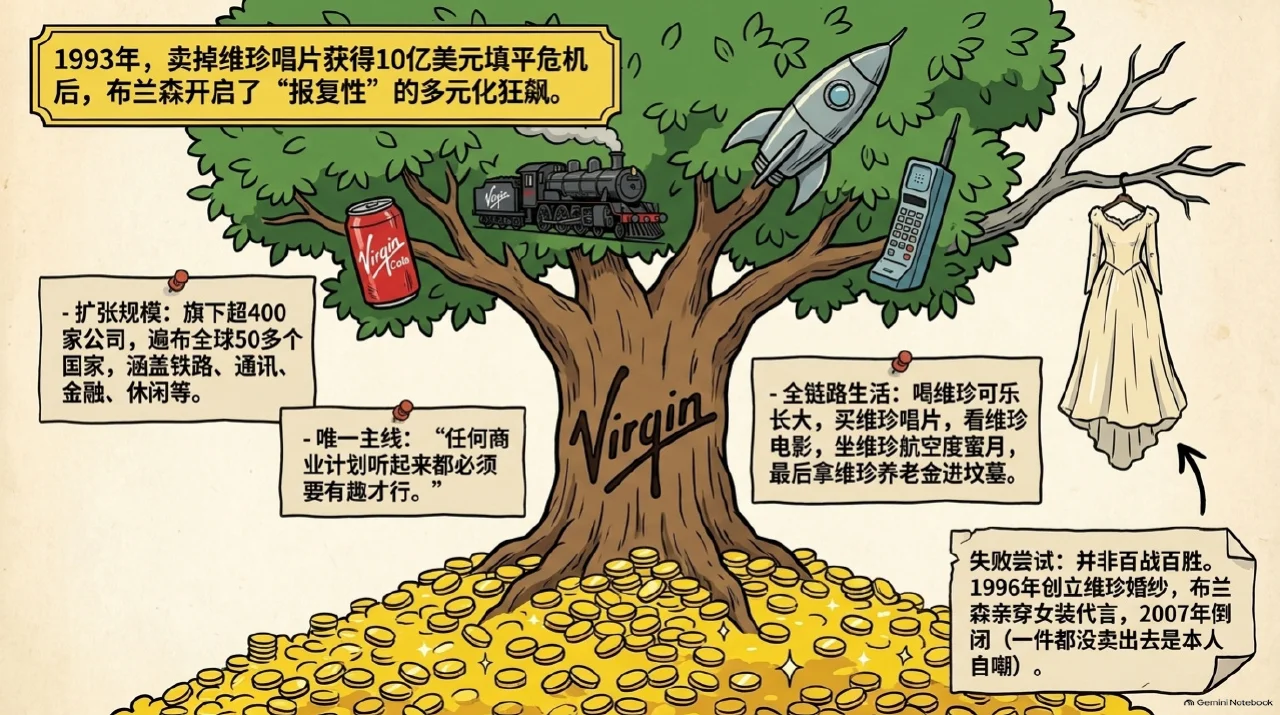 1993年，卖掉维珍唱片获得10亿美元填平危机
后，布兰森开启了“报复性”的多元化狂飙。
Virgin
Virgin
Cola
- 扩张规模：旗下超400
家公司，遍布全球50多个
国家，涵盖铁路、通讯、
金融、休闲等。
- 唯一主线：“任何商
业计划听起来都必须
要有趣才行。”
Virgin
- 全链路生活：喝维珍可乐
长大，买维珍唱片，看维珍
电影，坐维珍航空度蜜月，
最后拿维珍养老金进坟墓。
失败尝试：并非百战百胜。
1996年创立维珍婚纱，布兰
森亲穿女装代言，2007年倒
闭（一件都没卖出去是本人
自嘲）。
Gemini Notebook